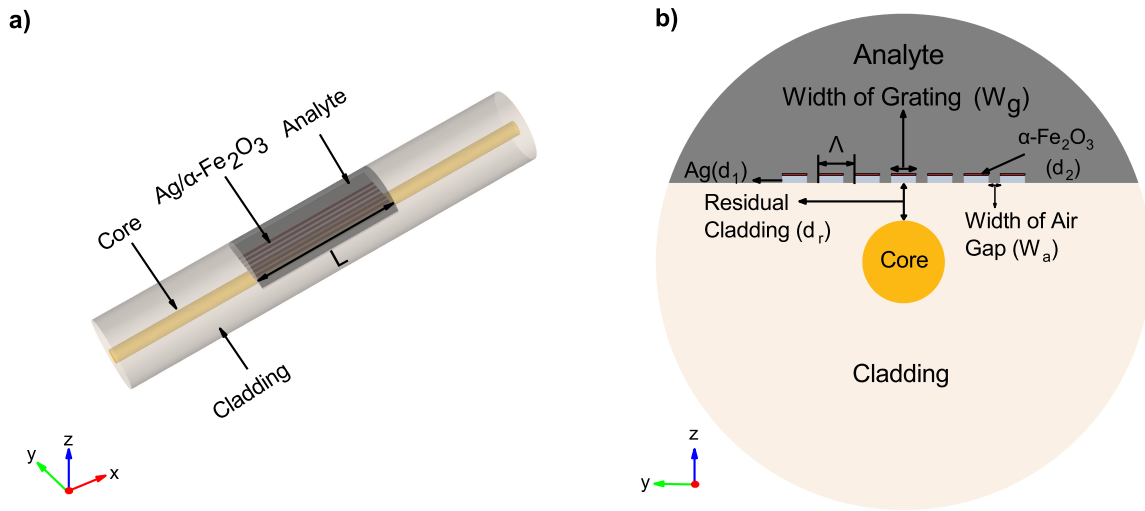 a)
Analyte
Ag/α-Fe₂O₃
Core
L
Cladding
z
y
x
b)
Analyte
Width of Grating (Wg)
Λ
α-Fe₂O₃
(d₂)
Ag(d₁)
Residual
Cladding (dᵣ)
Width of Air
Gap (Wₐ)
Core
Cladding
z
y